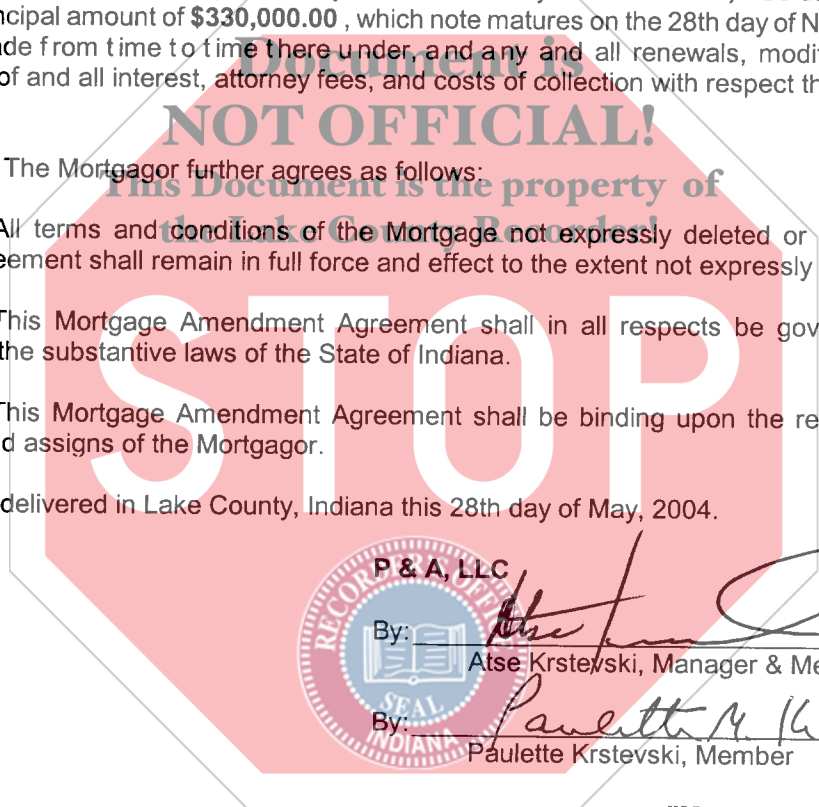 ncipal amount of $330,000.00 , which note matures on the 28th day of N
de from time to time there under, and any and all renewals, modif
of and all interest, attorney fees, and costs of collection with respect th
Document is
NOT OFFICIAL!
This Document is the property of
the Lake County Recorder!
The Mortgagor further agrees as follows:
All terms and conditions of the Mortgage not expressly deleted or
eement shall remain in full force and effect to the extent not expressly
This Mortgage Amendment Agreement shall in all respects be gov
the substantive laws of the State of Indiana.
This Mortgage Amendment Agreement shall be binding upon the re
d assigns of the Mortgagor.
STOP
delivered in Lake County, Indiana this 28th day of May, 2004.
P & A, LLC
By:
Atse Krstevski, Manager & Me
By: Paulette M. K
Paulette Krstevski, Member
RECORDER'S OFFICE
SEAL
INDIANA